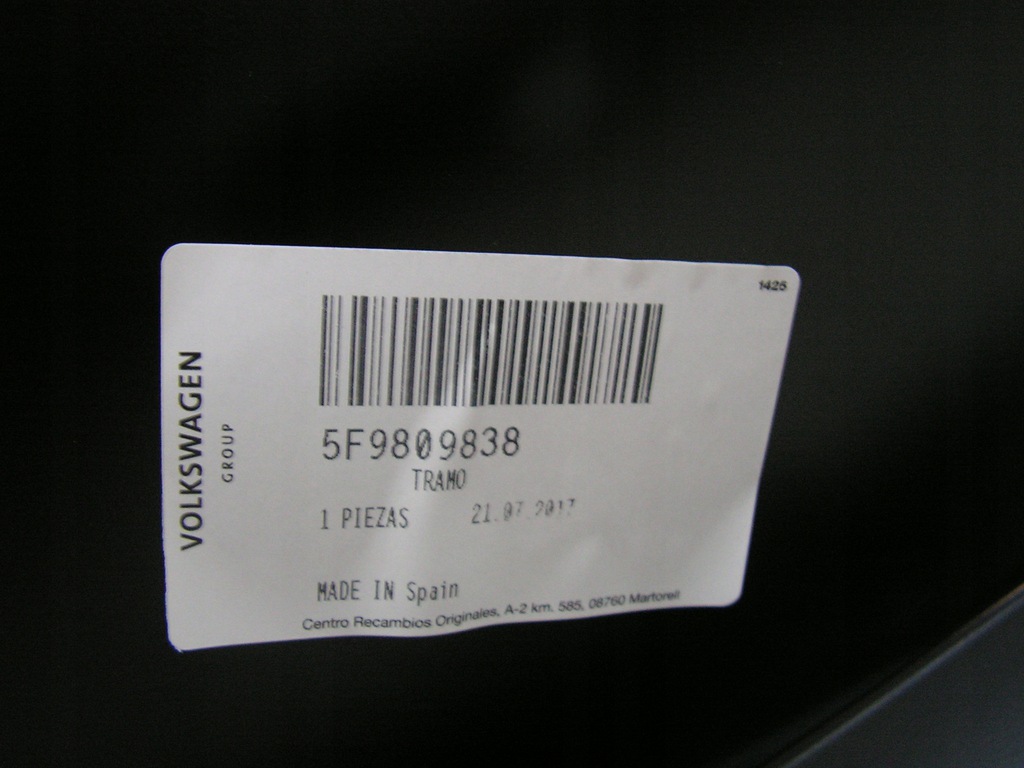 1426
VOLKSWAGEN
GROUP
5F9809838
TRAMO
1 PIEZAS 21.07.2017
MADE IN Spain
Centro Recambios Originales, A-2 km. 585, 08760 Martorell